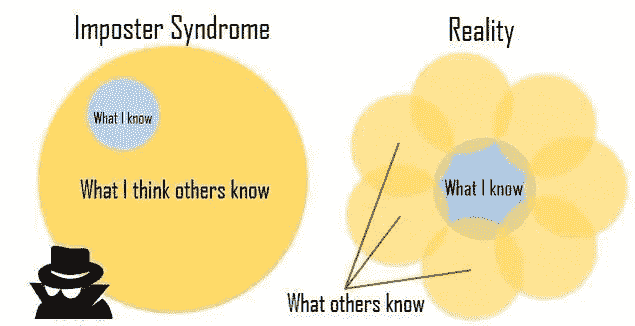 Imposter Syndrome
What I know
What I think others know
Reality
What I know
What others know